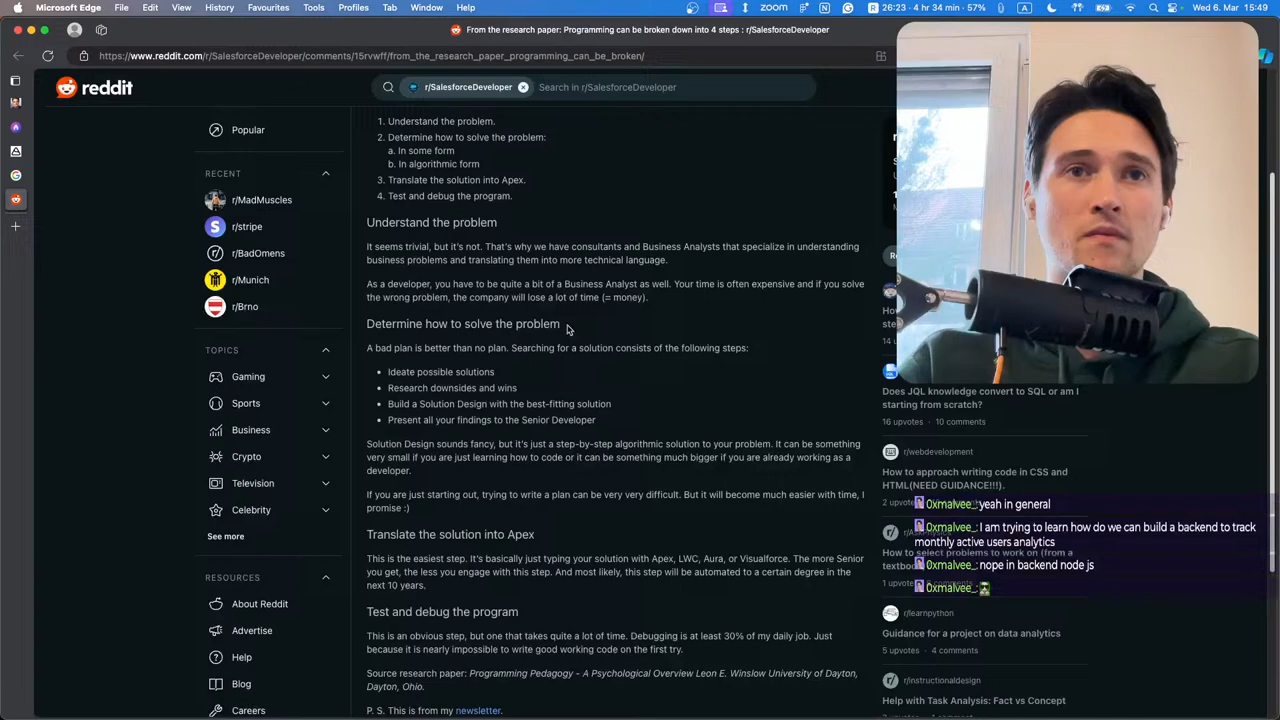 Microsoft Edge File Edit View History Favourites Tools Profiles Tab Window Help
ZOOM 26:23 - 4 hr 34 min - 57% Wed 6. Mar 15:49
From the research paper: Programming can be broken down into 4 steps : r/SalesforceDeveloper
https://www.reddit.com/r/SalesforceDeveloper/comments/15rvwff/from_the_research_paper_programming_can_be_broken/
reddit
r/SalesforceDeveloper Search in r/SalesforceDeveloper
Popular
RECENT
r/MadMuscles
r/stripe
r/BadOmens
r/Munich
r/Brno
TOPICS
Gaming
Sports
Business
Crypto
Television
Celebrity
See more
RESOURCES
About Reddit
Advertise
Help
Blog
Careers
1. Understand the problem.
2. Determine how to solve the problem:
a. In some form
b. In algorithmic form
3. Translate the solution into Apex.
4. Test and debug the program.
Understand the problem
It seems trivial, but it's not. That's why we have consultants and Business Analysts that specialize in understanding
business problems and translating them into more technical language.
As a developer, you have to be quite a bit of a Business Analyst as well. Your time is often expensive and if you solve
the wrong problem, the company will lose a lot of time (= money).
Determine how to solve the problem
A bad plan is better than no plan. Searching for a solution consists of the following steps:
• Ideate possible solutions
• Research downsides and wins
• Build a Solution Design with the best-fitting solution
• Present all your findings to the Senior Developer
Solution Design sounds fancy, but it's just a step-by-step algorithmic solution to your problem. It can be something
very small if you are just learning how to code or it can be something much bigger if you are already working as a
developer.
If you are just starting out, trying to write a plan can be very very difficult. But it will become much easier with time, I
promise :)
Translate the solution into Apex
This is the easiest step. It's basically just typing your solution with Apex, LWC, Aura, or Visualforce. The more Senior
you get, the less you engage with this step. And most likely, this step will be automated to a certain degree in the
next 10 years.
Test and debug the program
This is an obvious step, but one that takes quite a lot of time. Debugging is at least 30% of my daily job. Just
because it is nearly impossible to write good working code on the first try.
Source research paper: Programming Pedagogy - A Psychological Overview Leon E. Winslow University of Dayton,
Dayton, Ohio.
P. S. This is from my newsletter.
Does JQL knowledge convert to SQL or am I
starting from scratch?
16 upvotes · 10 comments
r/webdevelopment
How to approach writing code in CSS and
HTML(NEED GUIDANCE!!!).
0xmalvee_: yeah in general
0xmalvee_: I am trying to learn how do we can build a backend to track
monthly active users analytics
How to select problems to work on (from a
0xmalvee_: nope in backend node js
0xmalvee_:
r/learnpython
Guidance for a project on data analytics
5 upvotes · 4 comments
r/instructionaldesign
Help with Task Analysis: Fact vs Concept